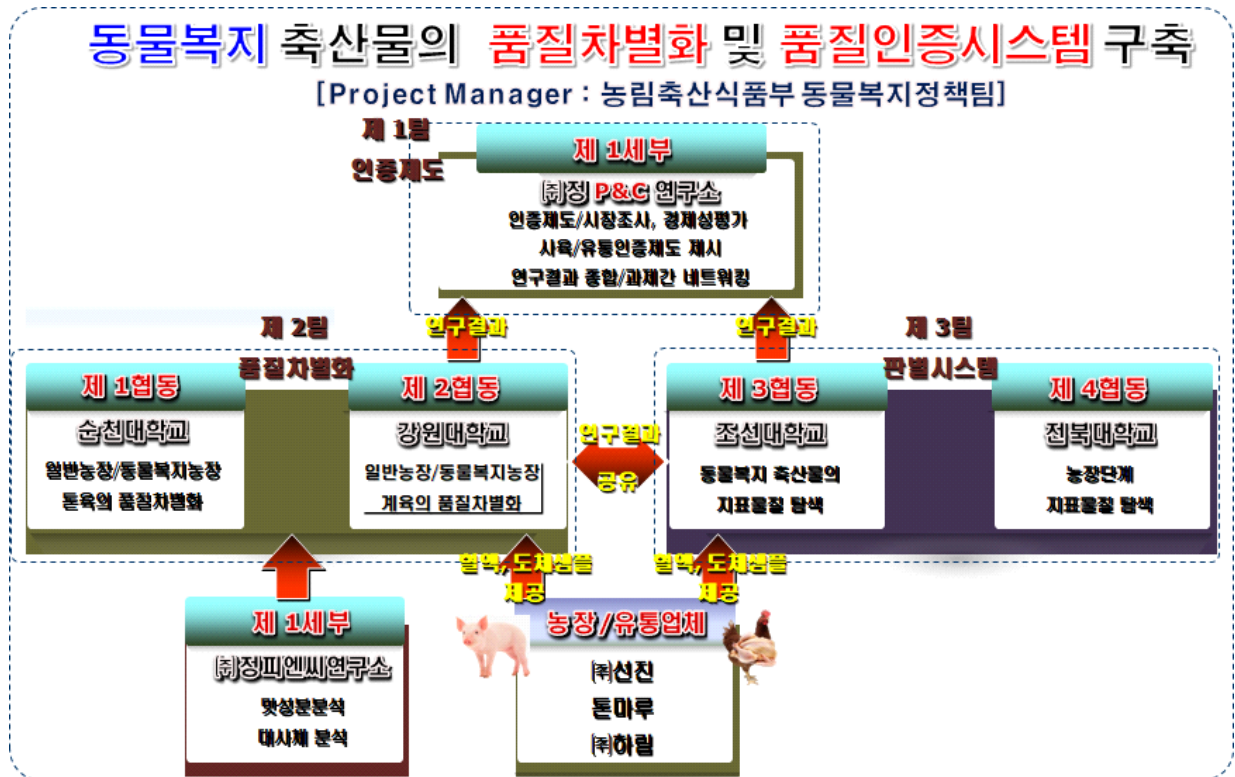 동물복지 축산물의 품질차별화 및 품질인증시스템 구축
[Project Manager : 농림축산식품부 동물복지정책팀]
제 1팀
인증제도
제 1세부
㈜정 P&C 연구소
인증제도/시장조사, 경제성평가
사육/유통인증제도 제시
연구결과 종합/과제간 네트워킹
연구결과
연구결과
제 2팀
품질차별화
제 3팀
판별시스템
제 1협동
순천대학교
일반농장/동물복지농장
돈육의 품질차별화
제 2협동
강원대학교
일반농장/동물복지농장
계육의 품질차별화
연구결과
공유
제 3협동
조선대학교
동물복지 축산물의
지표물질 탐색
제 4협동
전북대학교
농장단계
지표물질 탐색
혈액, 도체샘플
제공
혈액, 도체샘플
제공
제 1세부
㈜정피엔씨연구소
맛성분분석
대사체 분석
농장/유통업체
㈜선진
돈마루
㈜하림